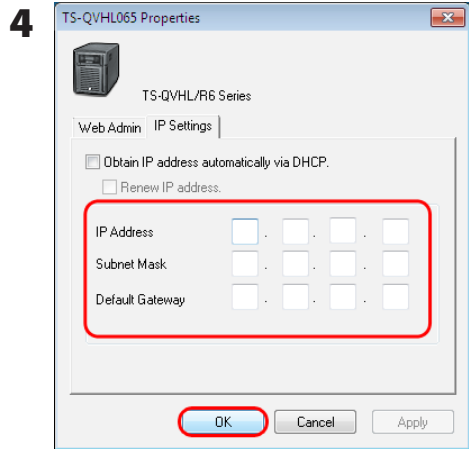 4
TS-QVHL065 Properties
TS-QVHL/R6 Series
Web Admin IP Settings
Obtain IP address automatically via DHCP.
Renew IP address.
IP Address . . .
Subnet Mask . . .
Default Gateway . . .
OK Cancel Apply